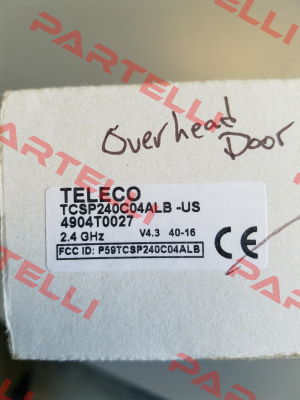 PARTELLI
Overhead
Door
TELECO
TCSP240C04ALB -US
4904T0027
2.4 GHz V4.3 40-16
FCC ID: P59TCSP240C04ALB
CE
PARTELLI
PARTELLI